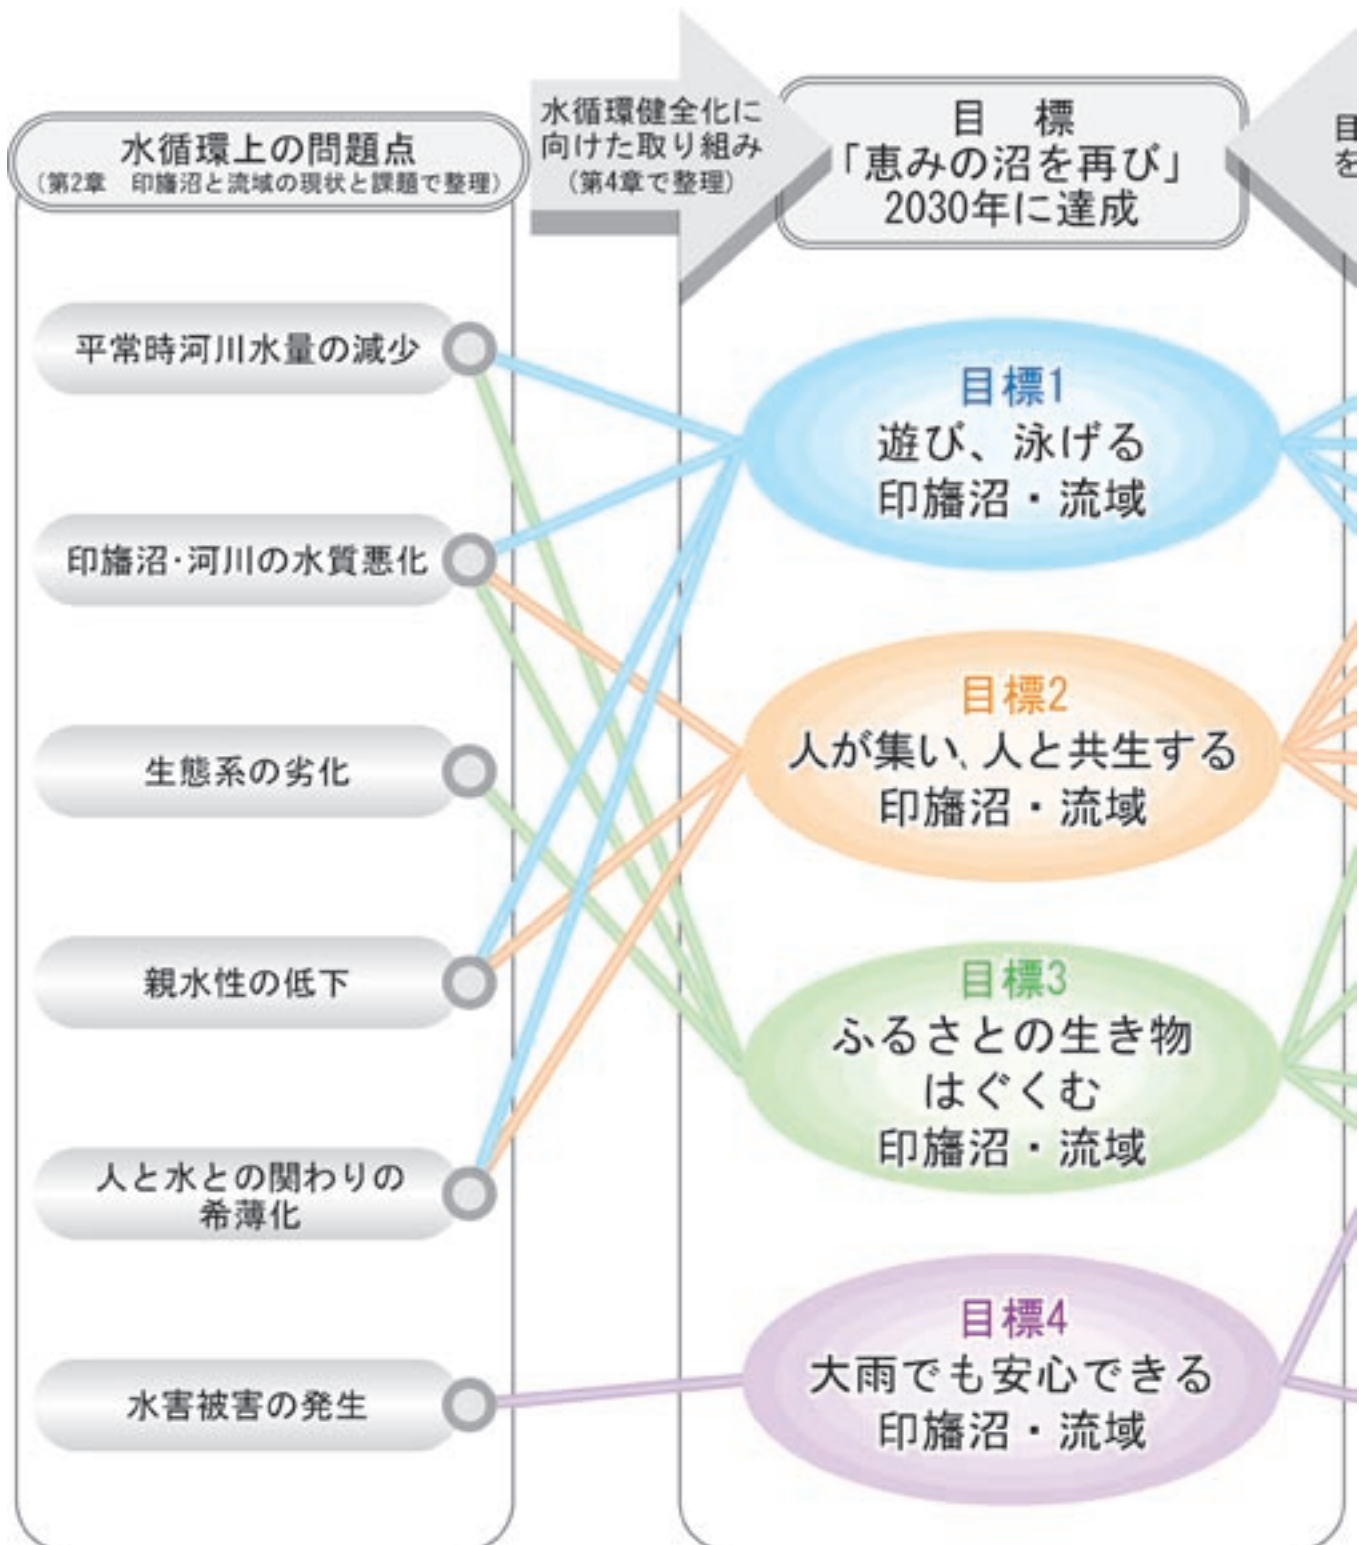 水循環上の問題点
(第2章 印旛沼と流域の現状と課題で整理)
水循環健全化に
向けた取り組み
(第4章で整理)
目 標
「恵みの沼を再び」
2030年に達成
目
を
平常時河川水量の減少
印旛沼・河川の水質悪化
生態系の劣化
親水性の低下
人と水との関わりの
希薄化
水害被害の発生
目標1
遊び、泳げる
印旛沼・流域
目標2
人が集い、人と共生する
印旛沼・流域
目標3
ふるさとの生き物
はぐくむ
印旛沼・流域
目標4
大雨でも安心できる
印旛沼・流域